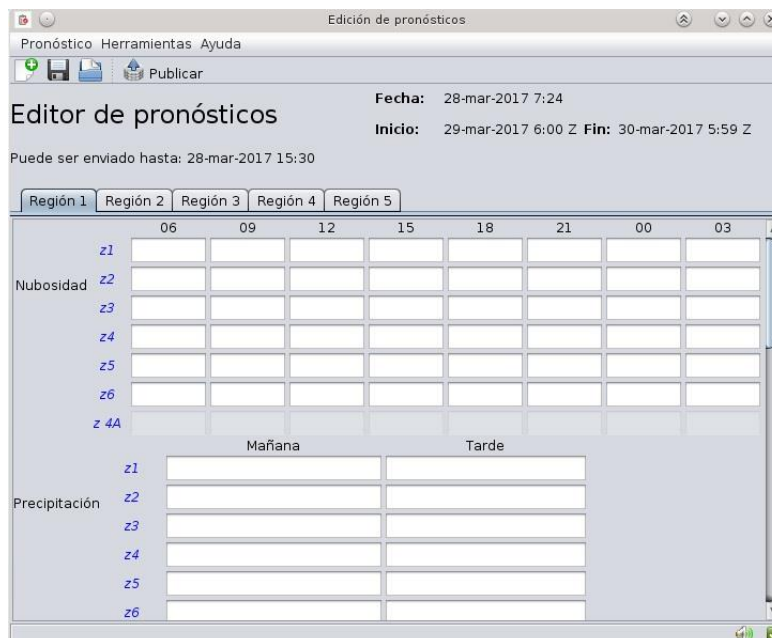 Edición de pronósticos
Pronóstico Herramientas Ayuda
Publicar
Editor de pronósticos
Fecha: 28-mar-2017 7:24
Inicio: 29-mar-2017 6:00 Z Fin: 30-mar-2017 5:59 Z
Puede ser enviado hasta: 28-mar-2017 15:30
Región 1 Región 2 Región 3 Región 4 Región 5
06 09 12 15 18 21 00 03
Nubosidad
z1
z2
z3
z4
z5
z6
z 4A
Mañana Tarde
Precipitación
z1
z2
z3
z4
z5
z6